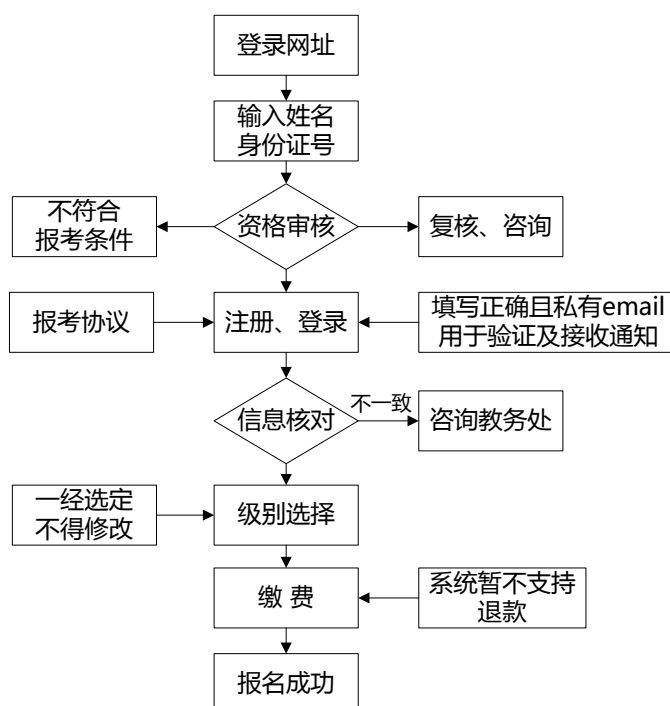 登录网址
输入姓名
身份证号
不符合
报考条件
资格审核
复核、咨询
报考协议
注册、登录
填写正确且私有email
用于验证及接收通知
信息核对
不一致
咨询教务处
一经选定
不得修改
级别选择
缴 费
系统暂不支持
退款
报名成功